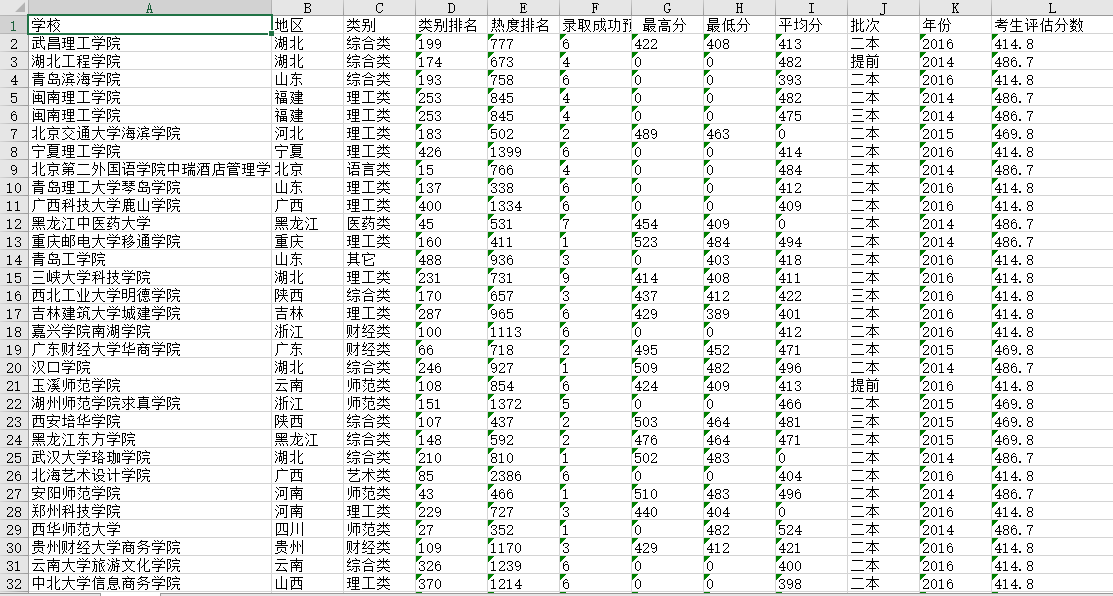 A B C D E F G H I J K L
1 学校 地区 类别 类别排名 热度排名 录取成功预 最高分 最低分 平均分 批次 年份 考生评估分数
2 武昌理工学院 湖北 综合类 199 777 6 422 408 413 二本 2016 414.8
3 湖北工程学院 湖北 综合类 174 673 4 0 0 482 提前 2014 486.7
4 青岛滨海学院 山东 综合类 193 758 6 0 0 393 二本 2016 414.8
5 闽南理工学院 福建 理工类 253 845 4 0 0 482 二本 2014 486.7
6 闽南理工学院 福建 理工类 253 845 4 0 0 475 三本 2014 486.7
7 北京交通大学海滨学院 河北 理工类 183 502 2 489 463 0 二本 2015 469.8
8 宁夏理工学院 宁夏 理工类 426 1399 6 0 0 414 二本 2016 414.8
9 北京第二外国语学院中瑞酒店管理学 北京 语言类 15 766 4 0 0 484 二本 2014 486.7
10 青岛理工大学琴岛学院 山东 理工类 137 338 6 0 0 412 二本 2016 414.8
11 广西科技大学鹿山学院 广西 理工类 400 1334 6 0 0 409 二本 2016 414.8
12 黑龙江中医药大学 黑龙江 医药类 45 531 7 454 409 0 二本 2014 486.7
13 重庆邮电大学移通学院 重庆 理工类 160 411 1 523 484 494 二本 2014 486.7
14 青岛工学院 山东 其它 488 936 3 0 403 418 二本 2016 414.8
15 三峡大学科技学院 湖北 理工类 231 731 9 414 408 411 二本 2016 414.8
16 西北工业大学明德学院 陕西 综合类 170 657 3 437 412 422 三本 2016 414.8
17 吉林建筑大学城建学院 吉林 理工类 287 965 6 429 389 401 二本 2016 414.8
18 嘉兴学院南湖学院 浙江 财经类 100 1113 6 0 0 412 二本 2016 414.8
19 广东财经大学华商学院 广东 财经类 66 718 2 495 452 471 二本 2015 469.8
20 汉口学院 湖北 综合类 246 927 1 509 482 496 二本 2014 486.7
21 玉溪师范学院 云南 师范类 108 854 6 424 409 413 提前 2016 414.8
22 湖州师范学院求真学院 浙江 师范类 151 1372 5 0 0 466 二本 2015 469.8
23 西安培华学院 陕西 综合类 107 437 2 503 464 481 三本 2015 469.8
24 黑龙江东方学院 黑龙江 综合类 148 592 2 476 464 471 二本 2015 469.8
25 武汉大学珞珈学院 湖北 综合类 210 810 1 502 483 0 二本 2014 486.7
26 北海艺术设计学院 广西 艺术类 85 2386 6 0 0 404 二本 2016 414.8
27 安阳师范学院 河南 师范类 43 466 1 510 483 496 二本 2014 486.7
28 郑州科技学院 河南 理工类 229 727 3 440 404 0 二本 2016 414.8
29 西华师范大学 四川 师范类 27 352 1 0 482 524 二本 2014 486.7
30 贵州财经大学商务学院 贵州 财经类 109 1170 3 429 412 421 二本 2016 414.8
31 云南大学旅游文化学院 云南 综合类 326 1239 6 0 0 400 二本 2016 414.8
32 中北大学信息商务学院 山西 理工类 370 1214 6 0 0 398 二本 2016 414.8